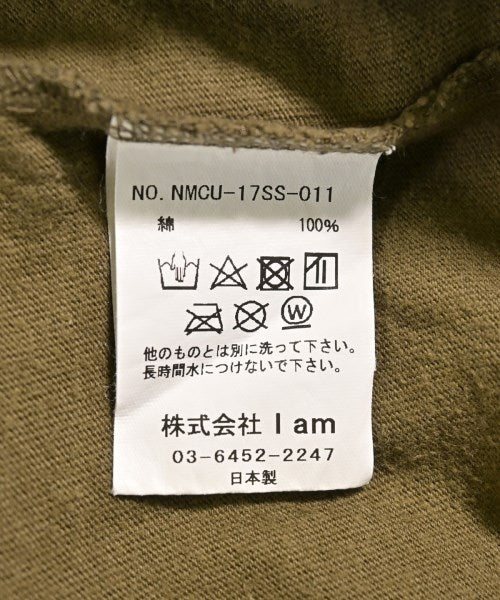 NO. NMCU-17SS-011
綿 100%
W
他のものとは別に洗って下さい。
長時間水につけないで下さい。
株式会社 I am
03-6452-2247
日本製